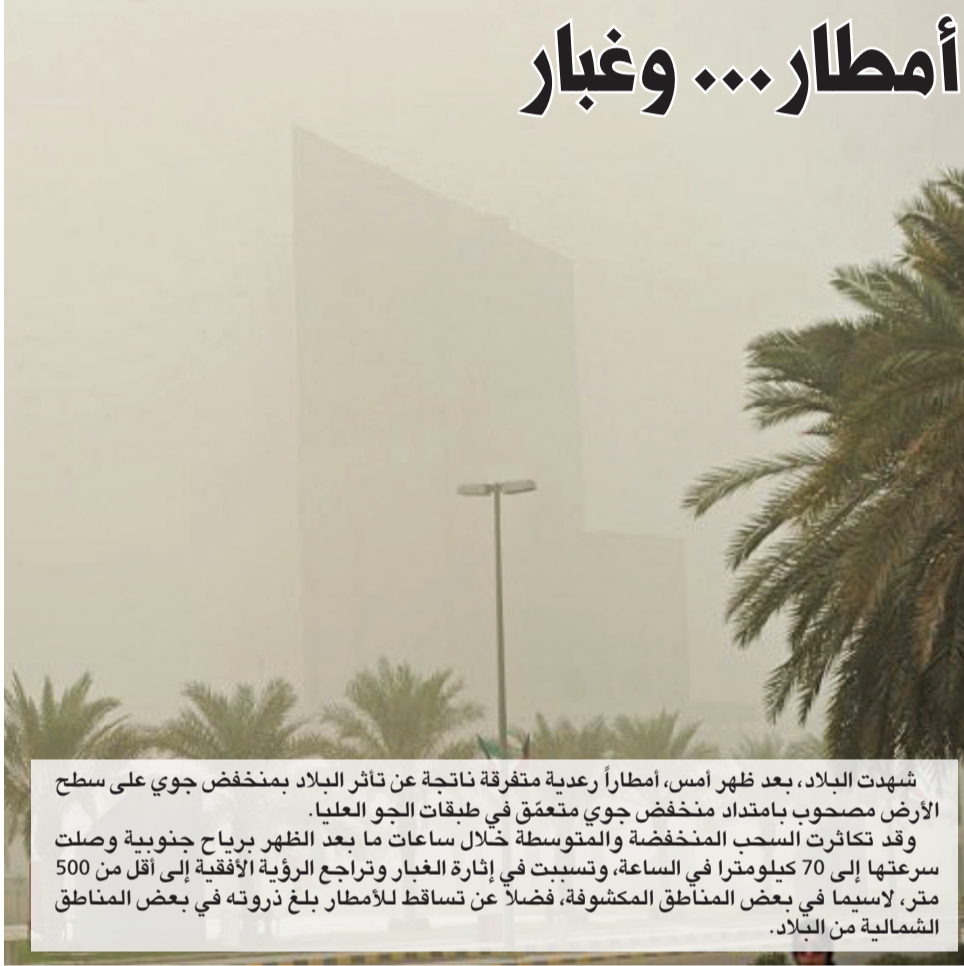 أمطار... وغبار
شهدت البلاد، بعد ظهر أمس، أمطاراً رعدية متفرقة ناتجة عن تأثر البلاد بمنخفض جوي على سطح
الأرض مصحوب بامتداد منخفض جوي متعمّق في طبقات الجو العليا.
وقد تكاثرت السحب المنخفضة والمتوسطة خلال ساعات ما بعد الظهر برياح جنوبية وصلت
سرعتها إلى 70 كيلومترا في الساعة، وتسببت في إثارة الغبار وتراجع الرؤية الأفقية إلى أقل من 500
متر، لاسيما في بعض المناطق المكشوفة، فضلا عن تساقط للأمطار بلغ ذروته في بعض المناطق
الشمالية من البلاد.